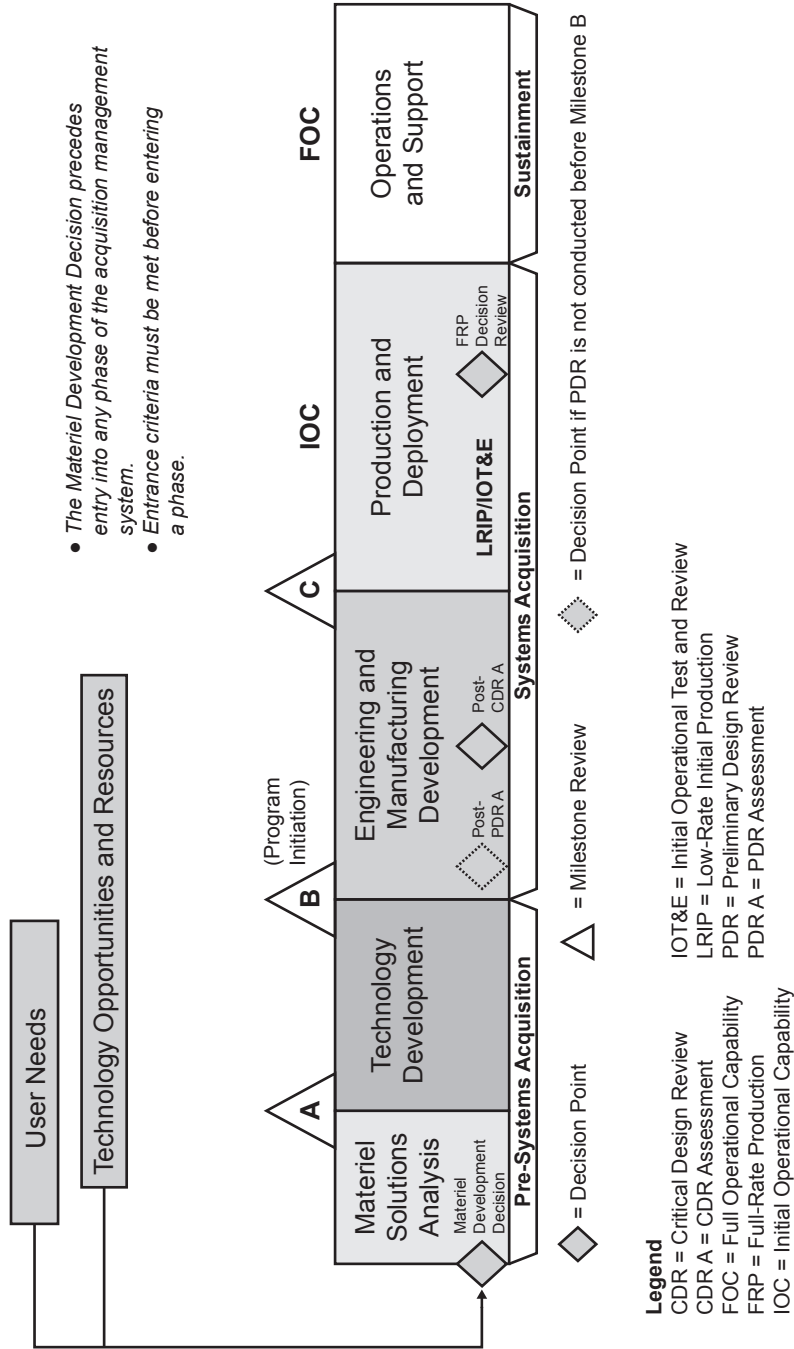 User Needs
Technology Opportunities and Resources
• The Materiel Development Decision precedes
entry into any phase of the acquisition management
system.
• Entrance criteria must be met before entering
a phase.
A
B
(Program
Initiation)
C
IOC
FOC
Materiel
Solutions
Analysis
Materiel
Development
Decision
Technology
Development
Engineering and
Manufacturing
Development
Post-
PDR A
Post-
CDR A
Production and
Deployment
LRIP/IOT&E
FRP
Decision
Review
Operations
and Support
Pre-Systems Acquisition
Systems Acquisition
Sustainment
= Decision Point
= Milestone Review
= Decision Point if PDR is not conducted before Milestone B
Legend
CDR = Critical Design Review
CDR A = CDR Assessment
FOC = Full Operational Capability
FRP = Full-Rate Production
IOC = Initial Operational Capability
IOT&E = Initial Operational Test and Review
LRIP = Low-Rate Initial Production
PDR = Preliminary Design Review
PDR A = PDR Assessment